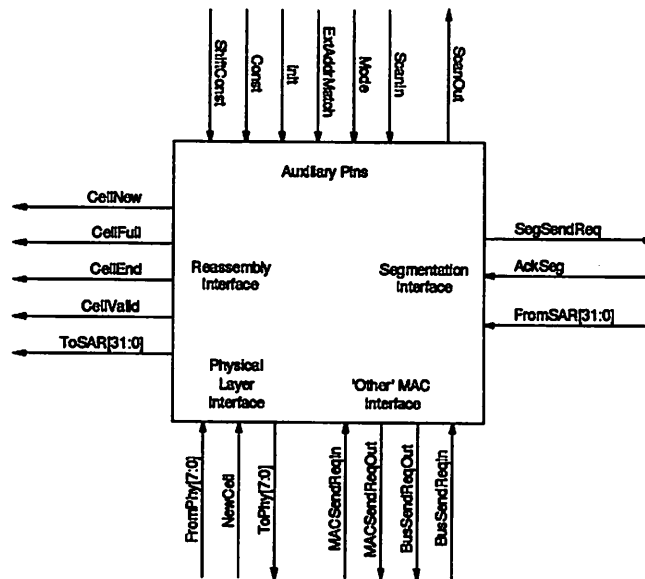 ShiftConst
Const
Init
ExtAddrMatch
Mode
ScanIn
ScanOut
Auxiliary Pins
CellNew
CellFull
CellEnd
CellValid
ToSAR[31:0]
Reassembly
Interface
Segmentation
Interface
SegSendReq
AckSeg
FromSAR[31:0]
Physical
Layer
Interface
'Other' MAC
Interface
FromPhy[7:0]
NewCell
ToPhy[7:0]
MACSendReqIn
MACSendReqOut
BusSendReqOut
BusSendReqIn